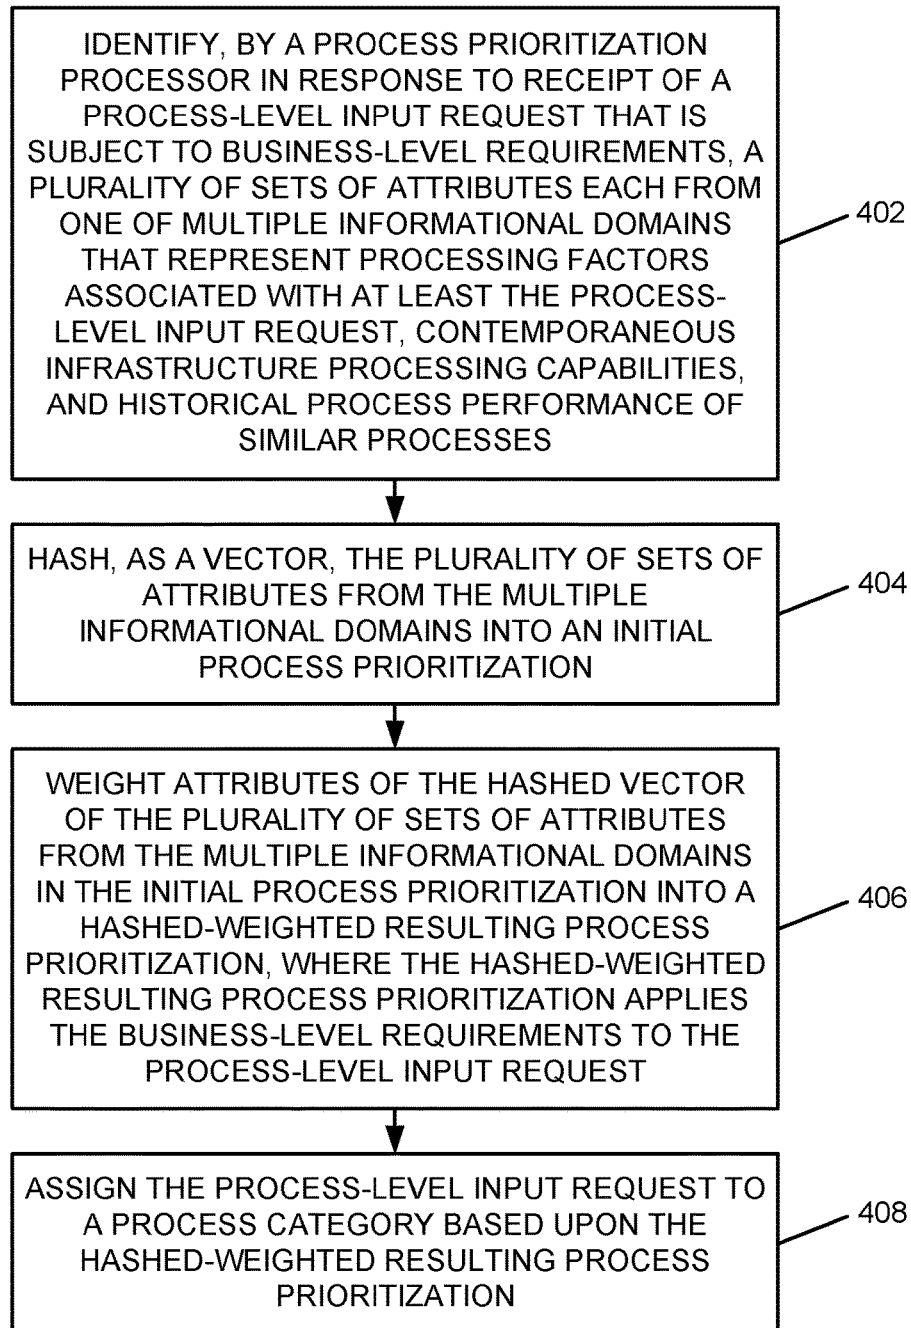 IDENTIFY, BY A PROCESS PRIORITIZATION
PROCESSOR IN RESPONSE TO RECEIPT OF A
PROCESS-LEVEL INPUT REQUEST THAT IS
SUBJECT TO BUSINESS-LEVEL REQUIREMENTS, A
PLURALITY OF SETS OF ATTRIBUTES EACH FROM
ONE OF MULTIPLE INFORMATIONAL DOMAINS
THAT REPRESENT PROCESSING FACTORS
ASSOCIATED WITH AT LEAST THE PROCESS-
LEVEL INPUT REQUEST, CONTEMPORANEOUS
INFRASTRUCTURE PROCESSING CAPABILITIES,
AND HISTORICAL PROCESS PERFORMANCE OF
SIMILAR PROCESSES
402
HASH, AS A VECTOR, THE PLURALITY OF SETS OF
ATTRIBUTES FROM THE MULTIPLE
INFORMATIONAL DOMAINS INTO AN INITIAL
PROCESS PRIORITIZATION
404
WEIGHT ATTRIBUTES OF THE HASHED VECTOR
OF THE PLURALITY OF SETS OF ATTRIBUTES
FROM THE MULTIPLE INFORMATIONAL DOMAINS
IN THE INITIAL PROCESS PRIORITIZATION INTO A
HASHED-WEIGHTED RESULTING PROCESS
PRIORITIZATION, WHERE THE HASHED-WEIGHTED
RESULTING PROCESS PRIORITIZATION APPLIES
THE BUSINESS-LEVEL REQUIREMENTS TO THE
PROCESS-LEVEL INPUT REQUEST
406
ASSIGN THE PROCESS-LEVEL INPUT REQUEST TO
A PROCESS CATEGORY BASED UPON THE
HASHED-WEIGHTED RESULTING PROCESS
PRIORITIZATION
408